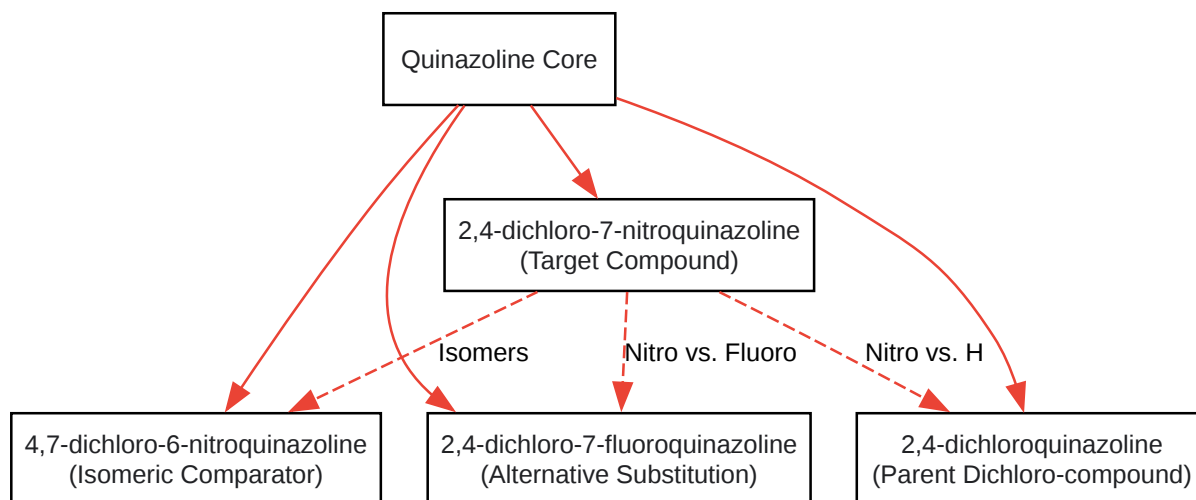 Quinazoline Core
2,4-dichloro-7-nitroquinazoline
(Target Compound)
Isomers
Nitro vs. Fluoro
Nitro vs. H
4,7-dichloro-6-nitroquinazoline
(Isomeric Comparator)
2,4-dichloro-7-fluoroquinazoline
(Alternative Substitution)
2,4-dichloroquinazoline
(Parent Dichloro-compound)